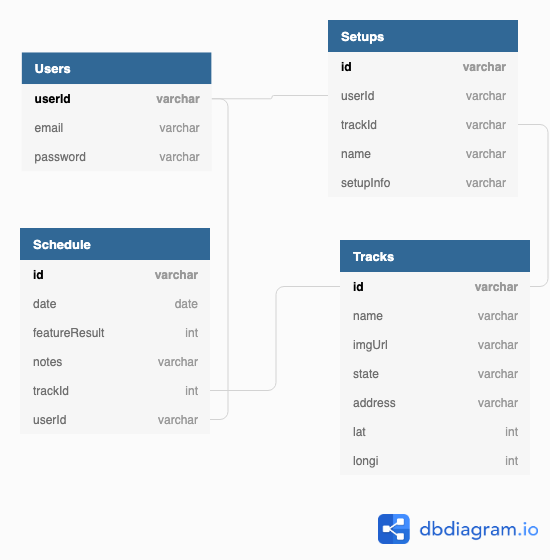 Users
userId varchar
email varchar
password varchar
Setups
id varchar
userId varchar
trackId varchar
name varchar
setupInfo varchar
Schedule
id varchar
date date
featureResult int
notes varchar
trackId int
userId varchar
Tracks
id varchar
name varchar
imgUrl varchar
state varchar
address varchar
lat int
longi int
dbdiagram.io